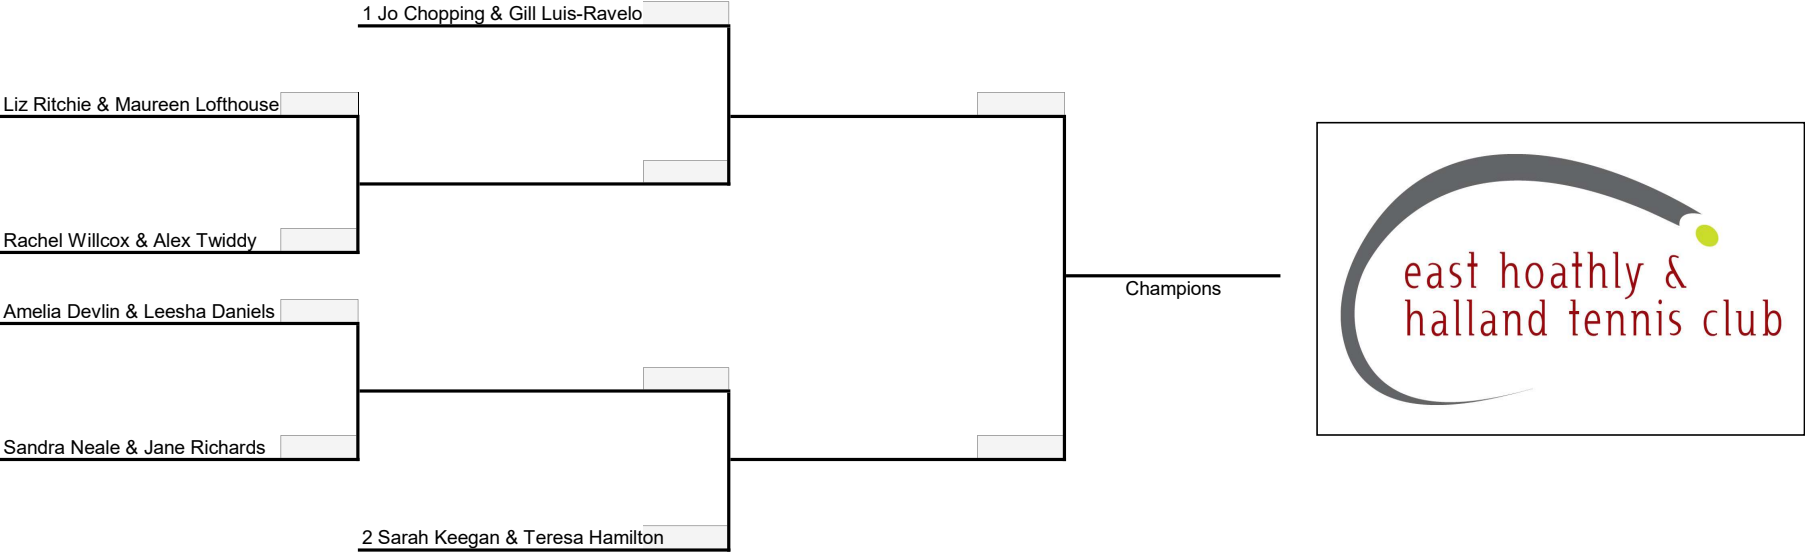 1 Jo Chopping & Gill Luis-Ravelo
Liz Ritchie & Maureen Lofthouse
Rachel Willcox & Alex Twiddy
Amelia Devlin & Leesha Daniels
Champions
Sandra Neale & Jane Richards
2 Sarah Keegan & Teresa Hamilton
east hoathly &
halland tennis club